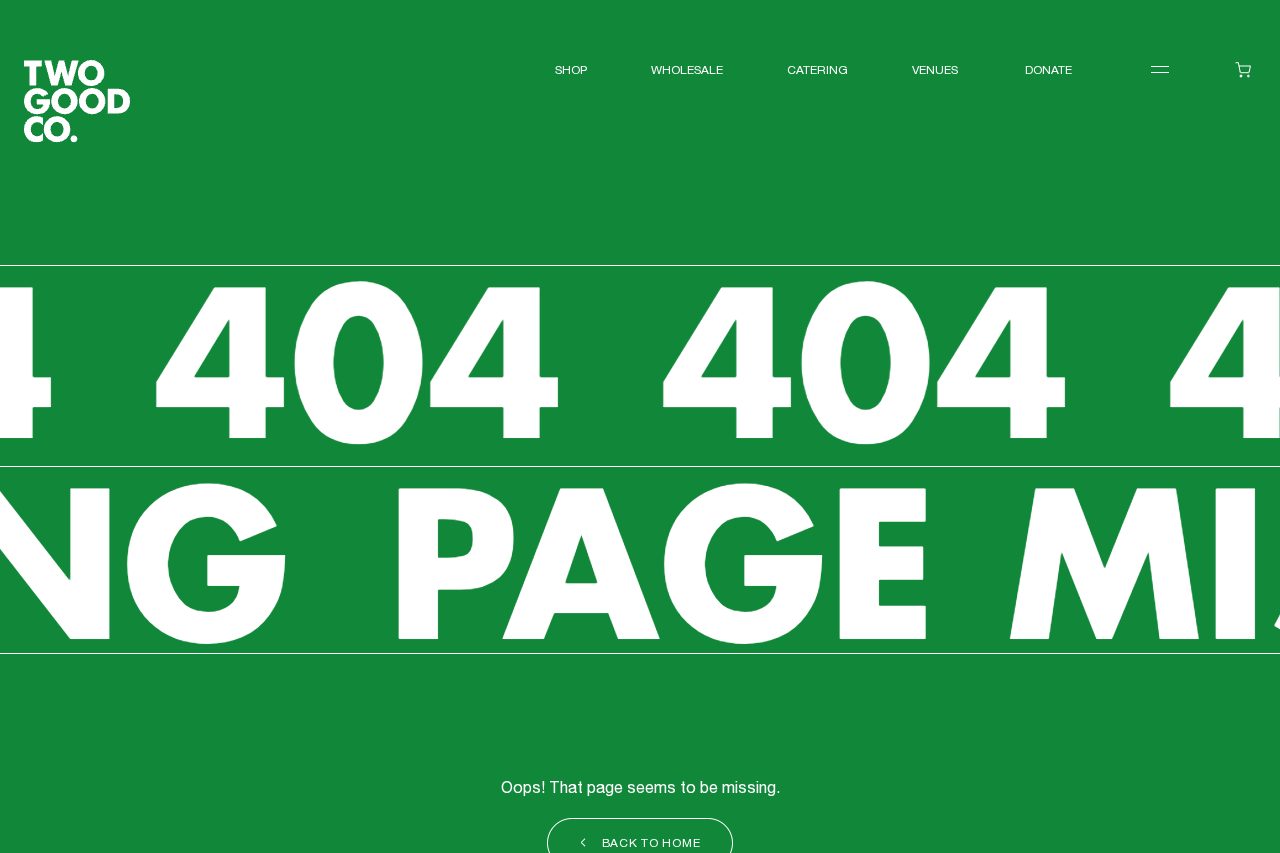 TWO
GOOD
CO.
SHOP WHOLESALE CATERING VENUES DONATE
4 404 404 4
NG PAGE MIS
Oops! That page seems to be missing.
BACK TO HOME